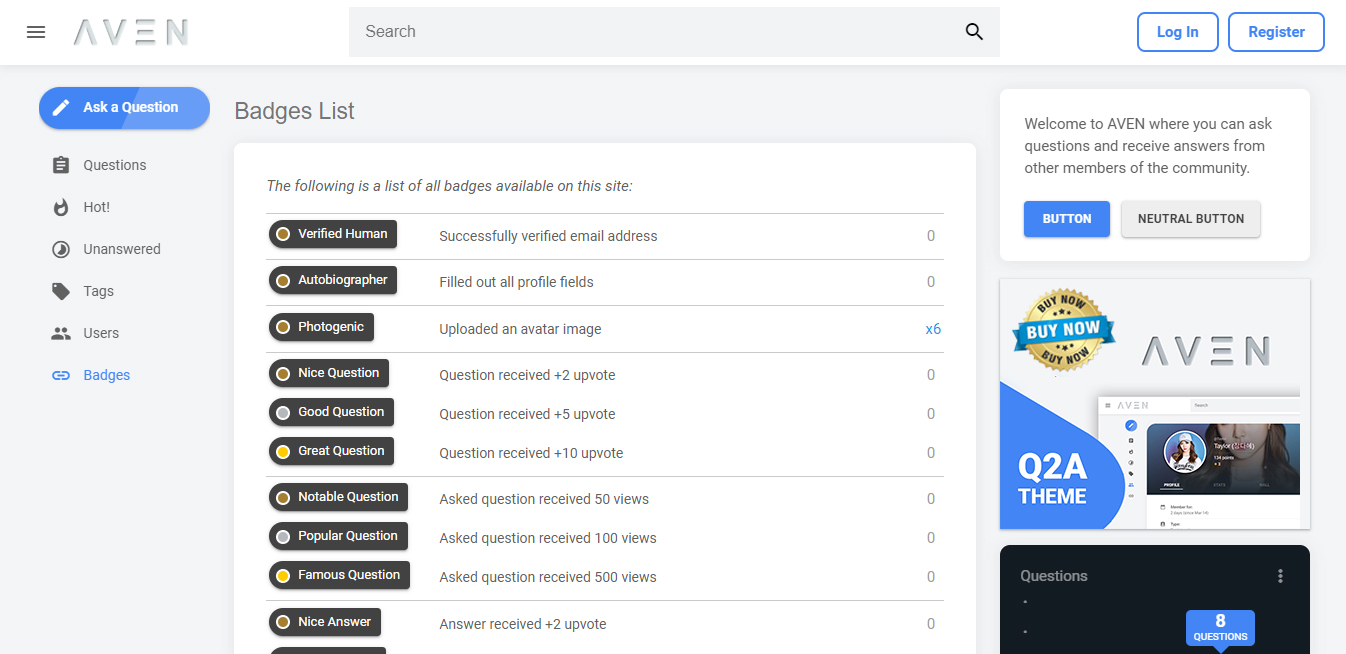 AVEN
Search
Log In
Register
Ask a Question
Questions
Hot!
Unanswered
Tags
Users
Badges
Badges List
The following is a list of all badges available on this site:
Verified Human Successfully verified email address 0
Autobiographer Filled out all profile fields 0
Photogenic Uploaded an avatar image x6
Nice Question Question received +2 upvote 0
Good Question Question received +5 upvote 0
Great Question Question received +10 upvote 0
Notable Question Asked question received 50 views 0
Popular Question Asked question received 100 views 0
Famous Question Asked question received 500 views 0
Nice Answer Answer received +2 upvote 0
Welcome to AVEN where you can ask
questions and receive answers from
other members of the community.
BUTTON
NEUTRAL BUTTON
BUY NOW
BUY NOW
BUY NOW
AVEN
AVEN
Search
Taylor
134 points
PROFILE
STATS
WALL
Member for:
2 days (since Mar 14)
Type:
Q2A
THEME
Questions
8
QUESTIONS